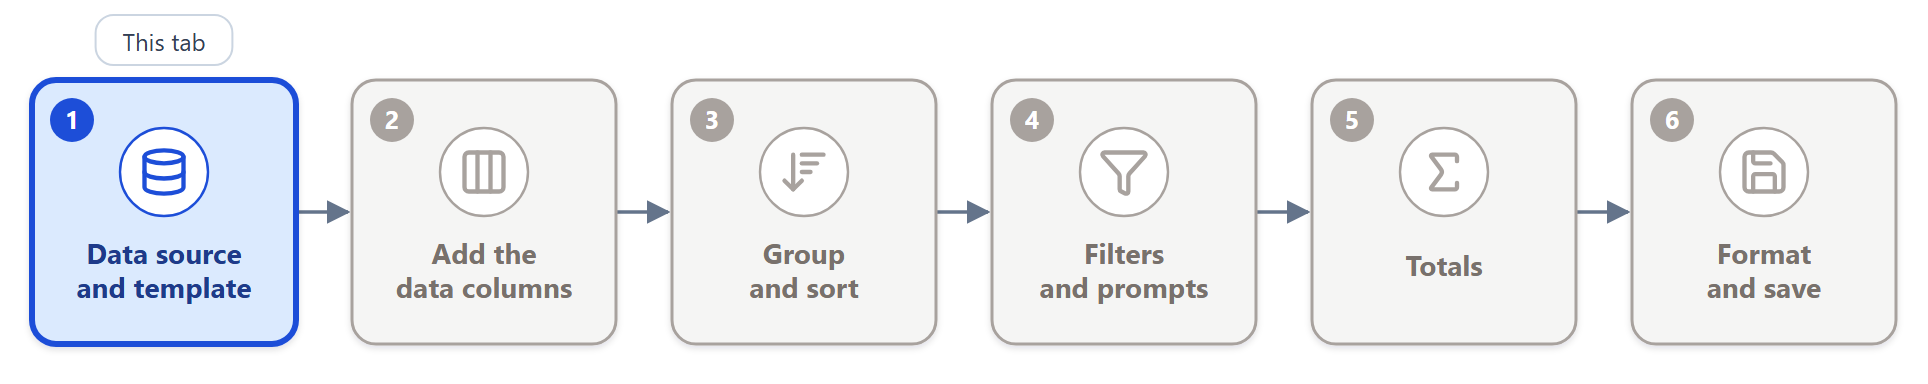 This tab
1
Data source
and template
2
Add the
data columns
3
Group
and sort
4
Filters
and prompts
5
Totals
6
Format
and save